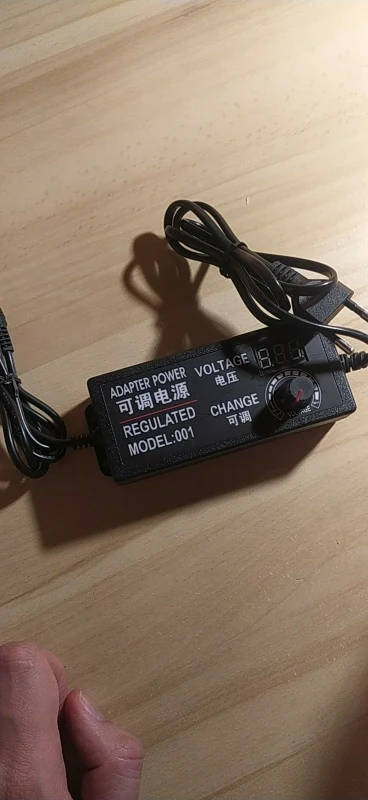 ADAPTER POWER
可调电源
REGULATED
MODEL:001
VOLTAGE
电压
CHANGE
可调